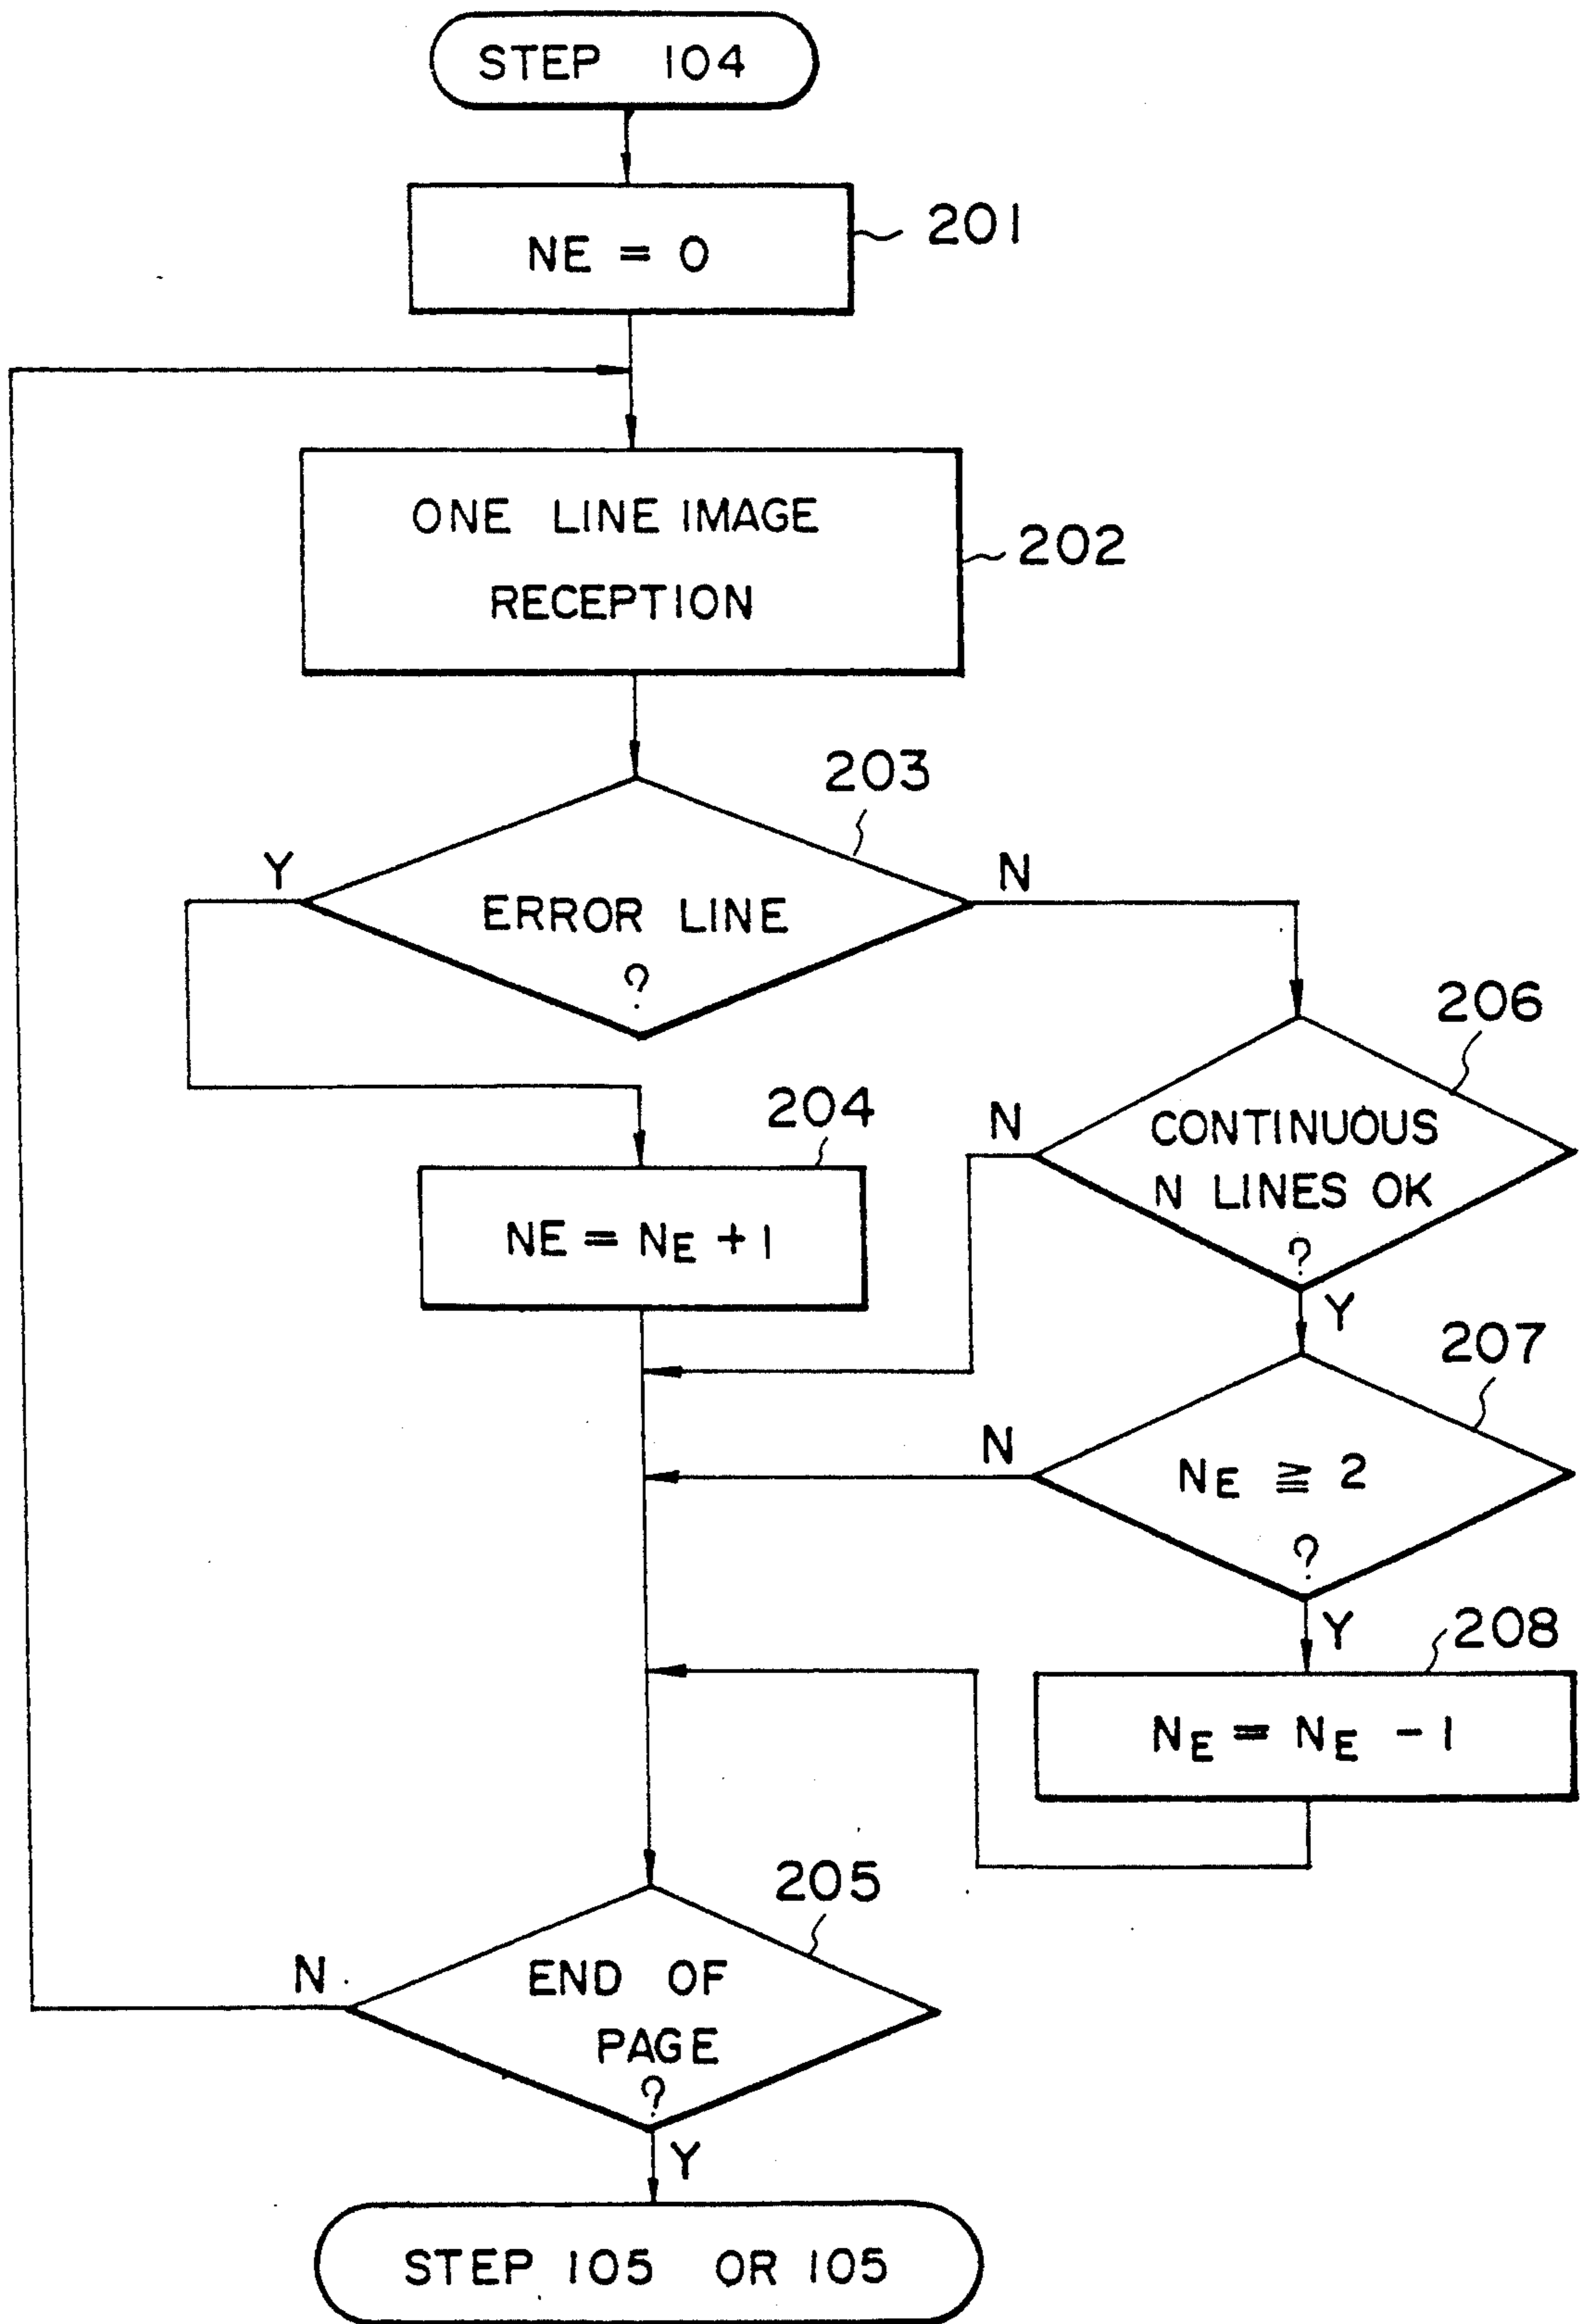 STEP 104
NE = 0
201
ONE LINE IMAGE
RECEPTION
202
203
Y
N
ERROR LINE
?
206
204
N
CONTINUOUS
N LINES OK
?
NE = NE + 1
Y
207
N
NE ≧ 2
?
Y
208
NE = NE - 1
205
N
END OF
PAGE
?
Y
STEP 105 OR 105